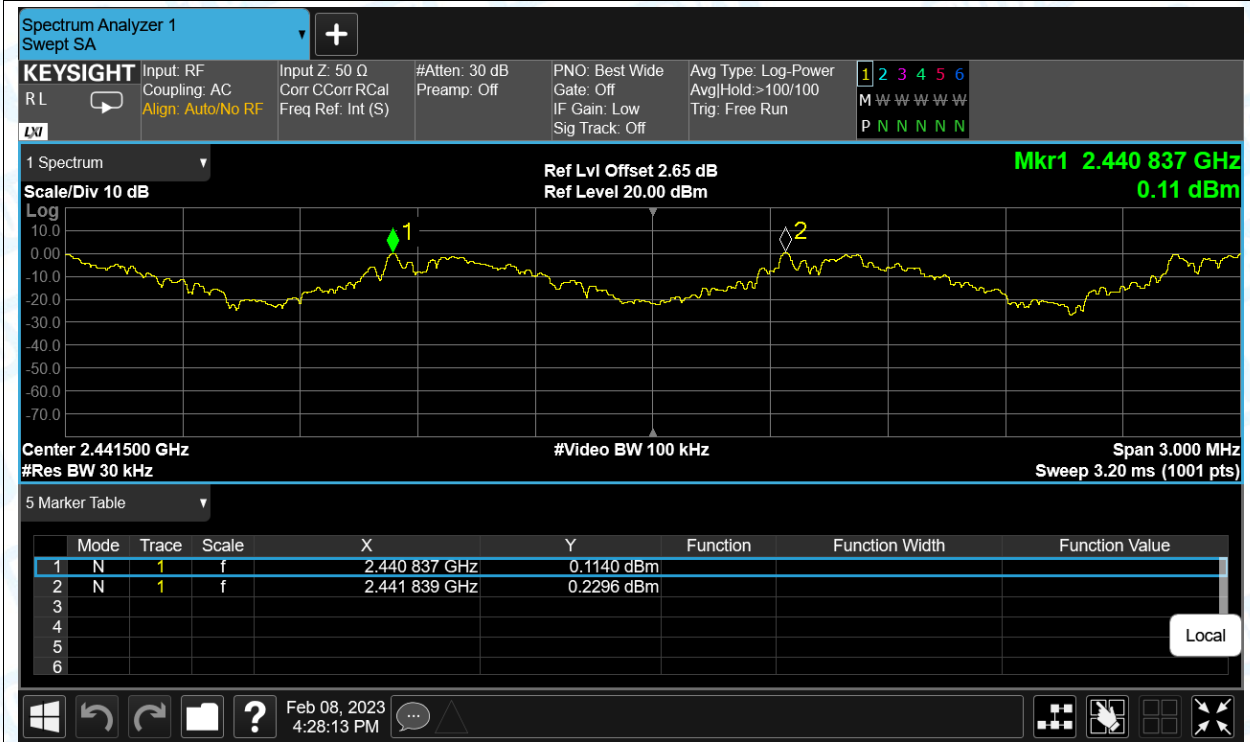 Spectrum Analyzer 1
Swept SA
KEYSIGHT Input: RF Input Z: 50 Ω #Atten: 30 dB PNO: Best Wide Avg Type: Log-Power 1 2 3 4 5 6
R L Coupling: AC Corr CCorr RCal Preamp: Off Gate: Off Avg|Hold:>100/100 M W W W W W W
Align: Auto/No RF Freq Ref: Int (S) IF Gain: Low Trig: Free Run
LXI Sig Track: Off P N N N N N N
1 Spectrum Ref Lvl Offset 2.65 dB Mkr1 2.440 837 GHz
Scale/Div 10 dB Ref Level 20.00 dBm 0.11 dBm
Log
10.0 1 2
0.00
-10.0
-20.0
-30.0
-40.0
-50.0
-60.0
-70.0
Center 2.441500 GHz #Video BW 100 kHz Span 3.000 MHz
#Res BW 30 kHz Sweep 3.20 ms (1001 pts)
5 Marker Table
Mode Trace Scale X Y Function Function Width Function Value
1 N 1 f 2.440 837 GHz 0.1140 dBm
2 N 1 f 2.441 839 GHz 0.2296 dBm
3
4
5
6
Local
? Feb 08, 2023
4:28:13 PM